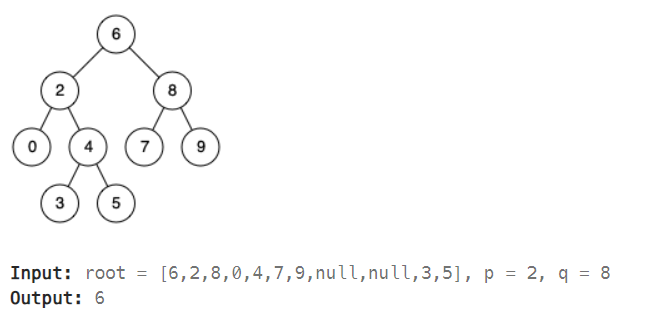 6
2 8
0 4 7 9
3 5
Input: root = [6,2,8,0,4,7,9,null,null,3,5], p = 2, q = 8
Output: 6